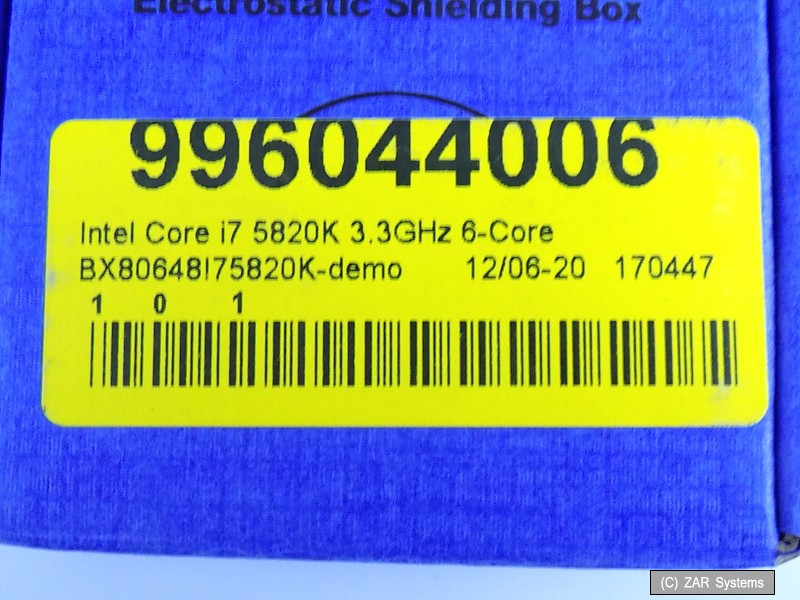 Electrostatic Shielding Box
996044006
Intel Core i7 5820K 3.3GHz 6-Core
BX80648I75820K-demo 12/06-20 170447
1 0 1
(C) ZAR Systems